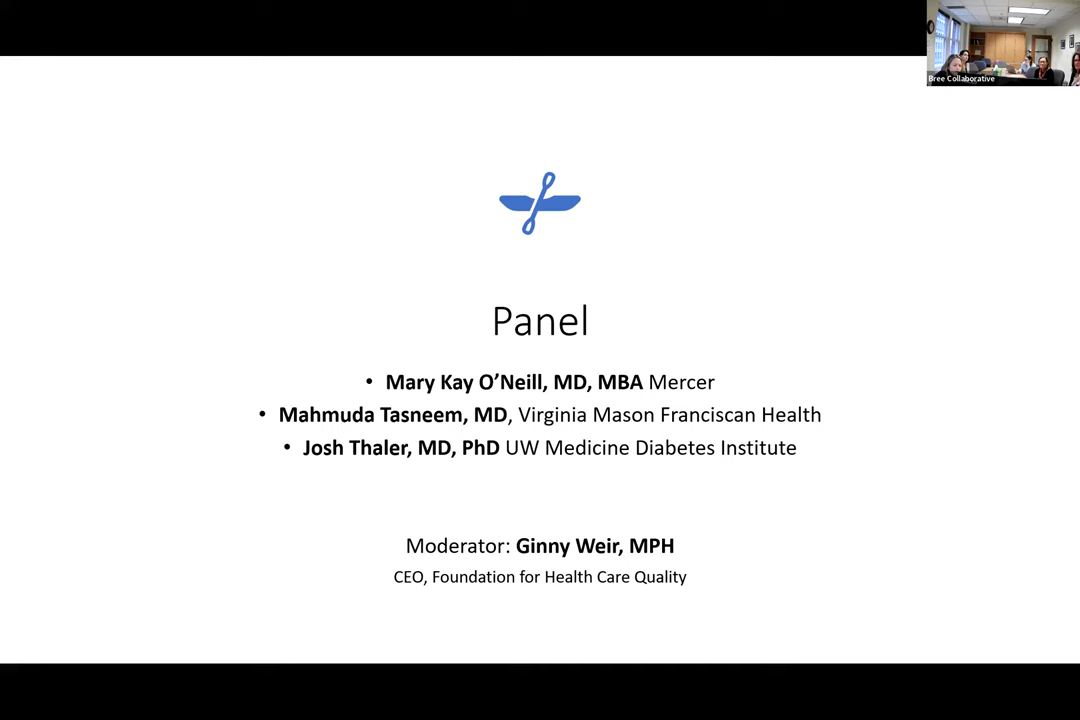 Bree Collaborative
Panel
• Mary Kay O’Neill, MD, MBA Mercer
• Mahmuda Tasneem, MD, Virginia Mason Franciscan Health
• Josh Thaler, MD, PhD UW Medicine Diabetes Institute
Moderator: Ginny Weir, MPH
CEO, Foundation for Health Care Quality